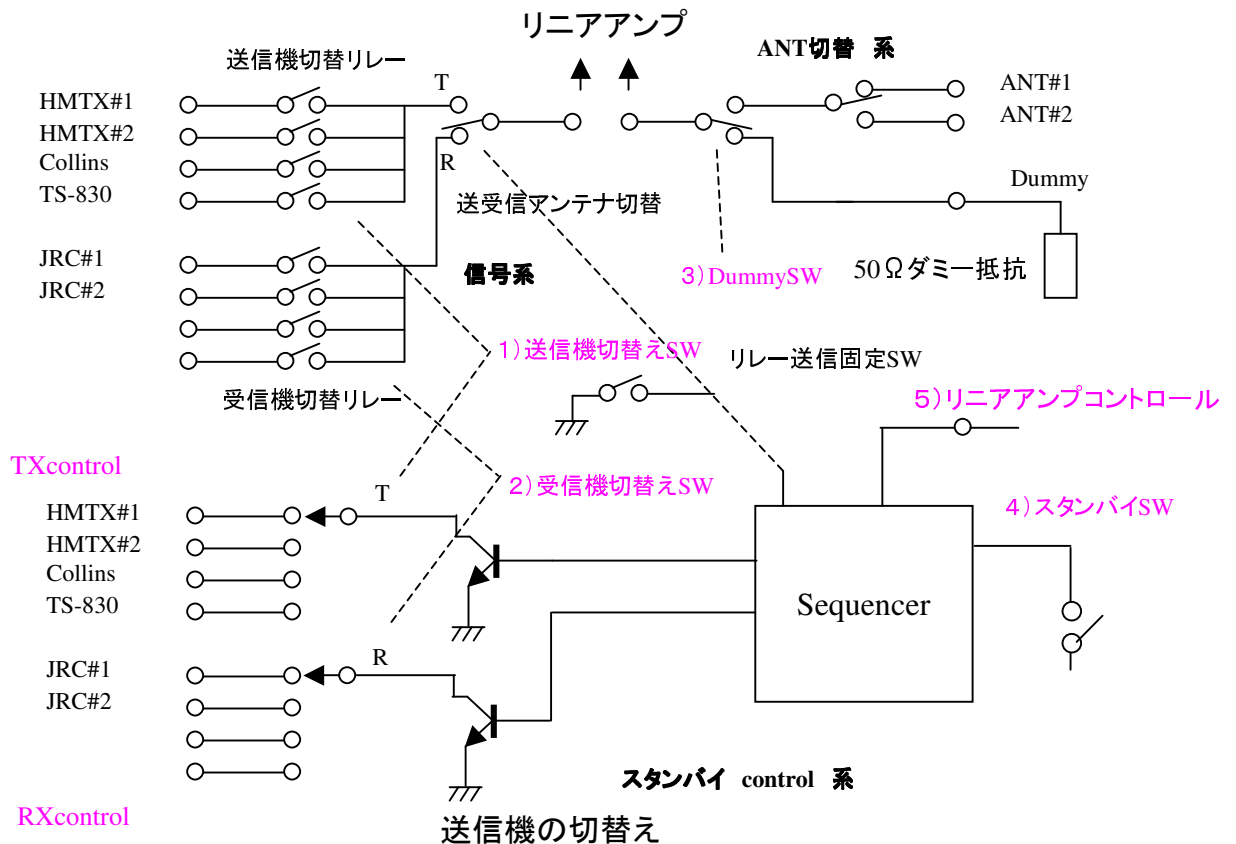 リニアアンプ
送信機切替リレー
ANT切替 系
HMTX#1
HMTX#2
Collins
TS-830
T
R
ANT#1
ANT#2
送受信アンテナ切替
Dummy
JRC#1
JRC#2
信号系
3)DummySW
50Ωダミー抵抗
1)送信機切替えSW
リレー送信固定SW
受信機切替リレー
5)リニアアンプコントロール
TXcontrol
2)受信機切替えSW
T
4)スタンバイSW
HMTX#1
HMTX#2
Collins
TS-830
Sequencer
R
JRC#1
JRC#2
スタンバイ control 系
RXcontrol
送信機の切替え